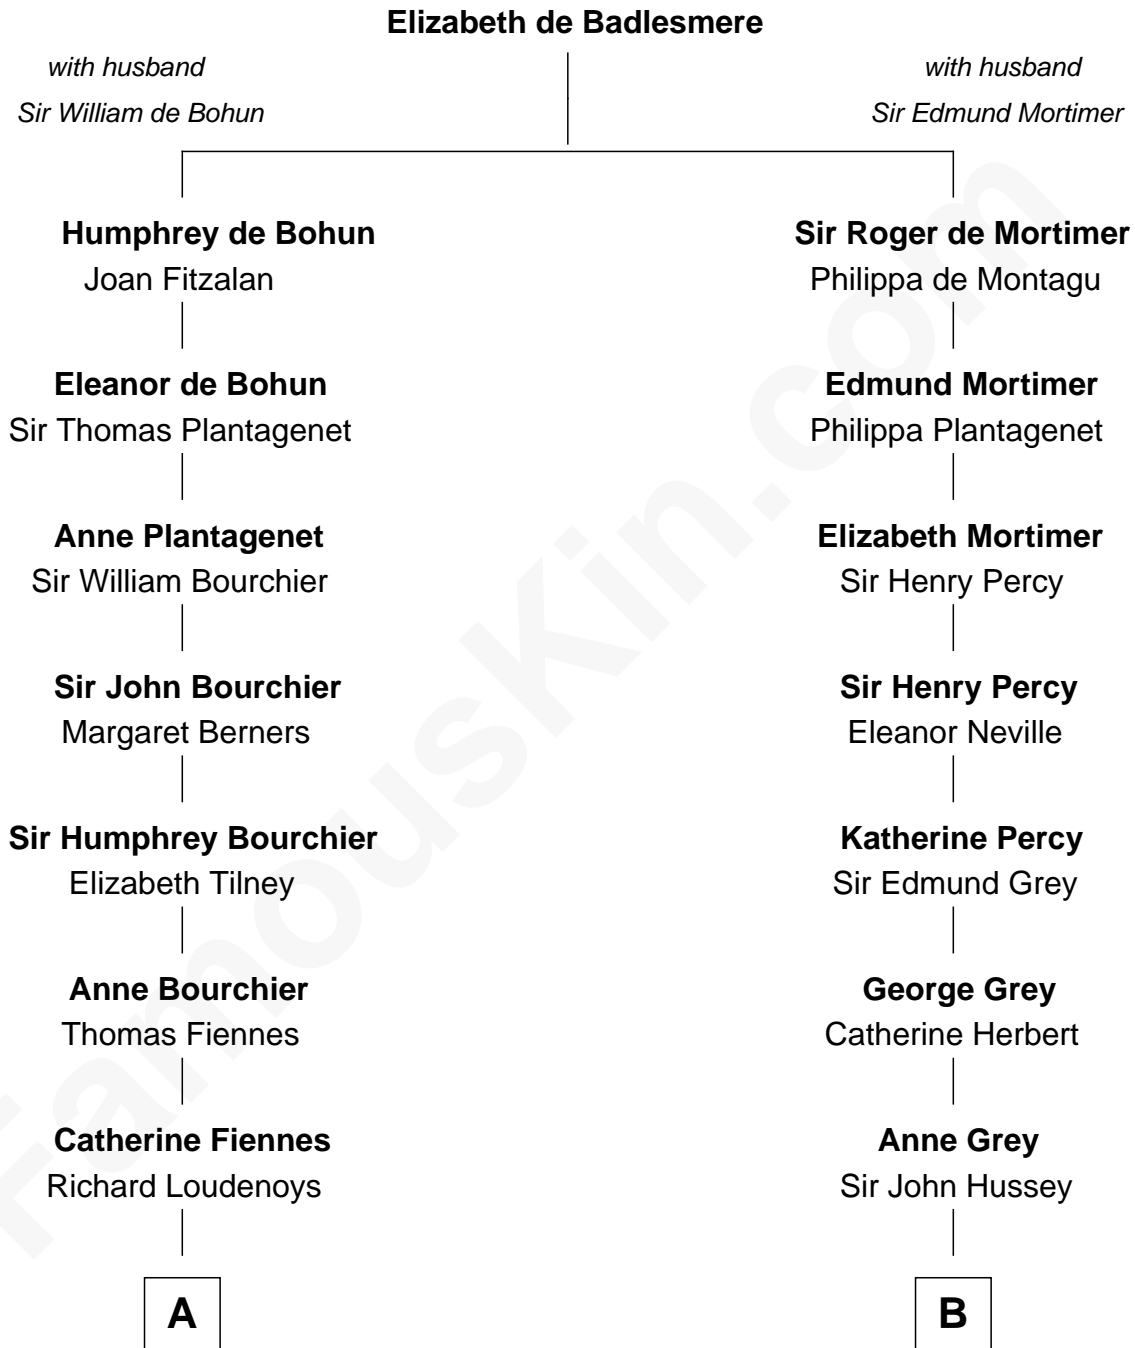 Elizabeth de Badlesmere
with husband
Sir William de Bohun
with husband
Sir Edmund Mortimer
Humphrey de Bohun
Joan Fitzalan
Sir Roger de Mortimer
Philippa de Montagu
Eleanor de Bohun
Sir Thomas Plantagenet
Edmund Mortimer
Philippa Plantagenet
Anne Plantagenet
Sir William Bourchier
Elizabeth Mortimer
Sir Henry Percy
Sir John Bourchier
Margaret Berners
Sir Henry Percy
Eleanor Neville
Sir Humphrey Bourchier
Elizabeth Tilney
Katherine Percy
Sir Edmund Grey
Anne Bourchier
Thomas Fiennes
George Grey
Catherine Herbert
Catherine Fiennes
Richard Loudenoys
Anne Grey
Sir John Hussey
A
B
FamousKin.com